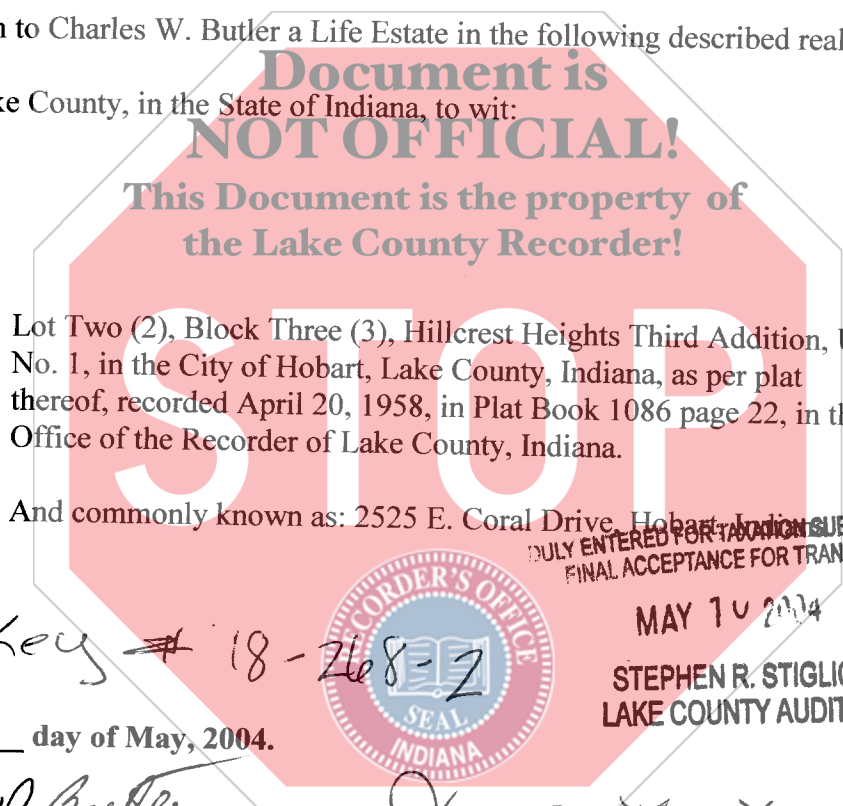 n to Charles W. Butler a Life Estate in the following described real
Document is
ke County, in the State of Indiana, to wit:
NOT OFFICIAL!
This Document is the property of
the Lake County Recorder!
STOP
Lot Two (2), Block Three (3), Hillcrest Heights Third Addition, U
No. 1, in the City of Hobart, Lake County, Indiana, as per plat
thereof, recorded April 20, 1958, in Plat Book 1086 page 22, in th
Office of the Recorder of Lake County, Indiana.
And commonly known as: 2525 E. Coral Drive, Hobart, Indiana
DULY ENTERED FOR TAXATION SUB
FINAL ACCEPTANCE FOR TRAN
MAY 10 2004
Key # 18-268-2
STEPHEN R. STIGLIC
LAKE COUNTY AUDIT
RECORDER'S OFFICE
SEAL
INDIANA
day of May, 2004.